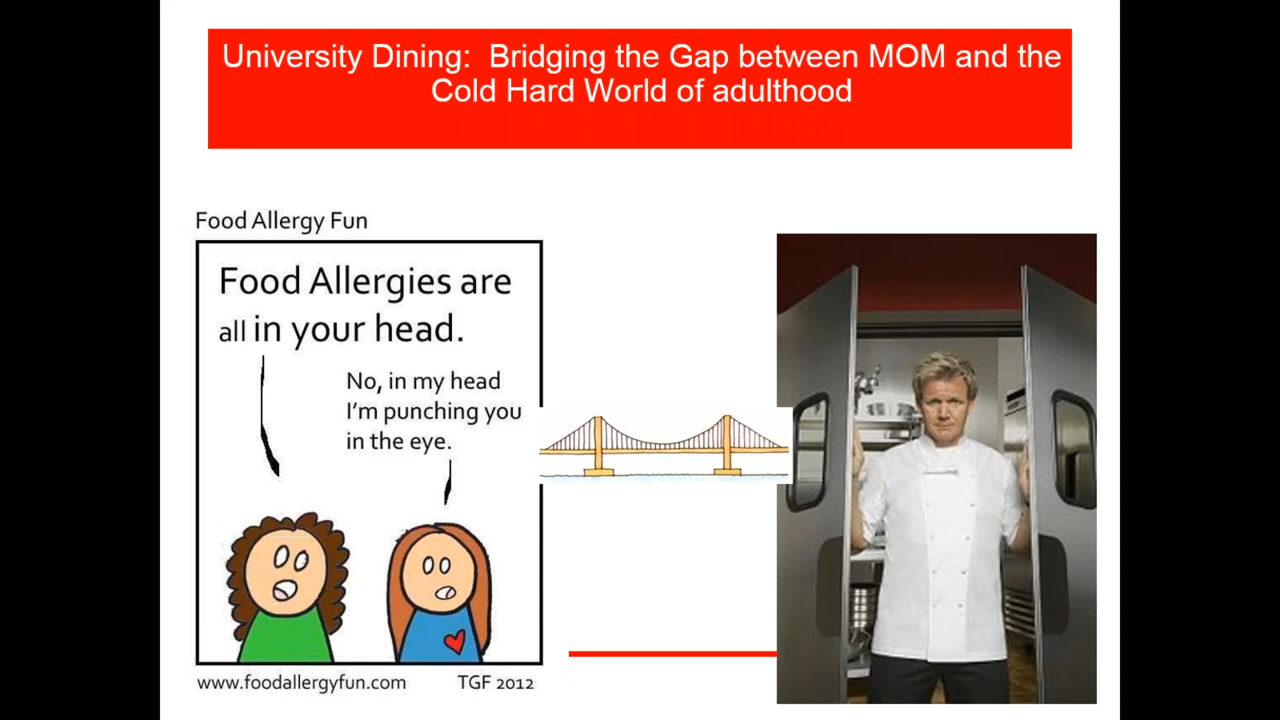 University Dining:  Bridging the Gap between MOM and the
Cold Hard World of adulthood
Food Allergy Fun
Food Allergies are
all in your head.
No, in my head
I'm punching you
in the eye.
www.foodallergyfun.com TGF 2012